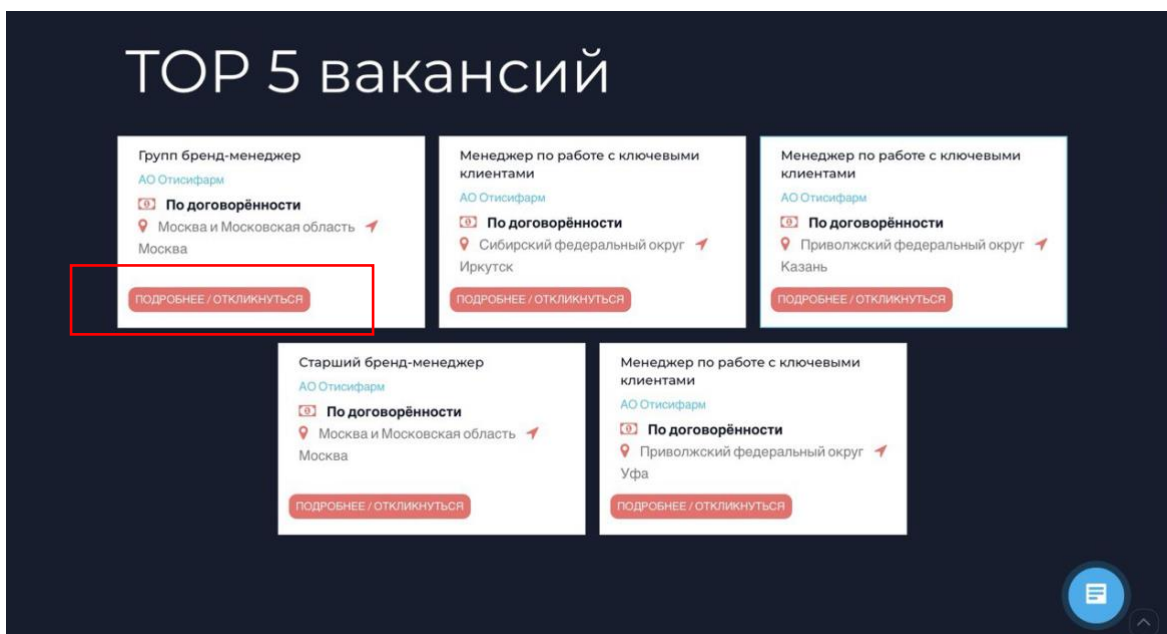 TOP 5 вакансий
Групп бренд-менеджер
АО Отисифарм
По договорённости
Москва и Московская область
Москва
ПОДРОБНЕЕ / ОТКЛИКНУТЬСЯ
Менеджер по работе с ключевыми
клиентами
АО Отисифарм
По договорённости
Сибирский федеральный округ
Иркутск
ПОДРОБНЕЕ / ОТКЛИКНУТЬСЯ
Менеджер по работе с ключевыми
клиентами
АО Отисифарм
По договорённости
Приволжский федеральный округ
Казань
ПОДРОБНЕЕ / ОТКЛИКНУТЬСЯ
Старший бренд-менеджер
АО Отисифарм
По договорённости
Москва и Московская область
Москва
ПОДРОБНЕЕ / ОТКЛИКНУТЬСЯ
Менеджер по работе с ключевыми
клиентами
АО Отисифарм
По договорённости
Приволжский федеральный округ
Уфа
ПОДРОБНЕЕ / ОТКЛИКНУТЬСЯ